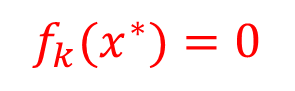 fₖ(x*) = 0